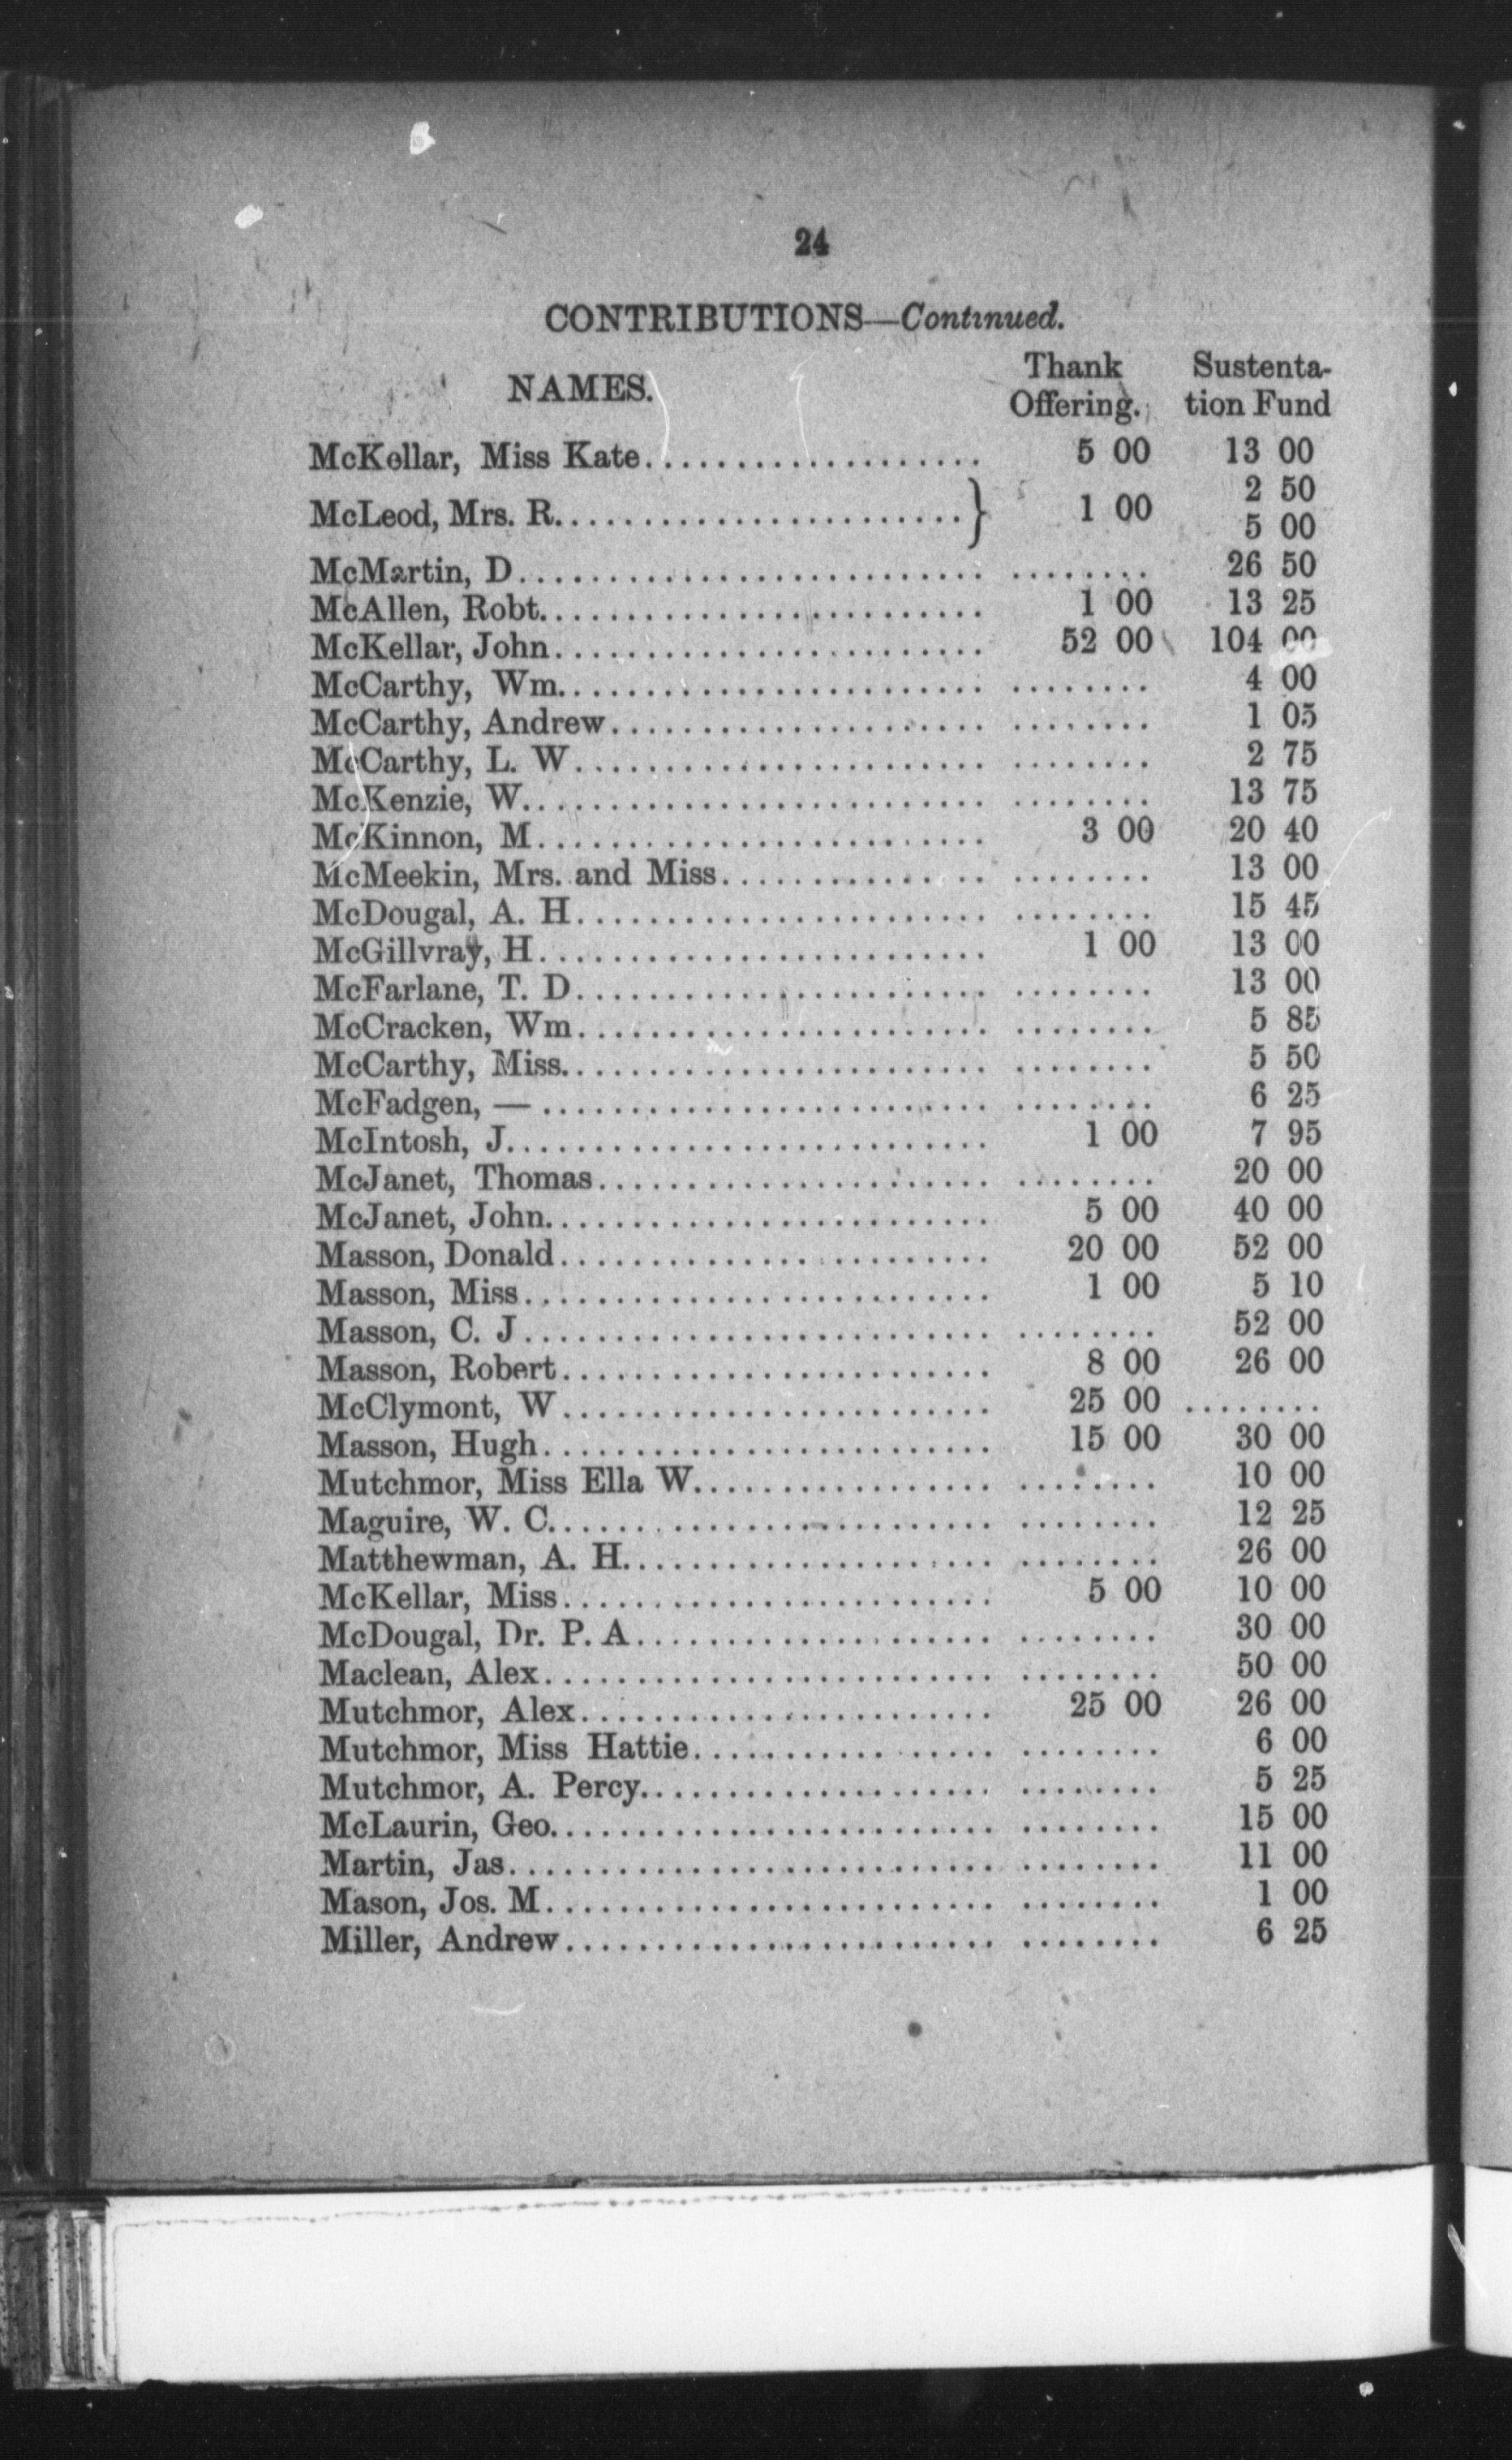 24
CONTRIBUTIONS—Continued.
NAMES. Thank Offering. Sustenta-tion Fund
McKellar, Miss Kate.................... 5 00 13 00
McLeod, Mrs. R........................} 1 00 2 50
5 00
McMartin, D........................... ........ 26 50
McAllen, Robt.......................... 1 00 13 25
McKellar, John......................... 52 00 104 00
McCarthy, Wm......................... ........ 4 00
McCarthy, Andrew...................... ........ 1 05
McCarthy, L. W........................ ........ 2 75
McKenzie, W........................... ........ 13 75
McKinnon, M.......................... 3 00 20 40
McMeekin, Mrs. and Miss............... ........ 13 00
McDougal, A. H........................ ........ 15 45
McGillvray, H.......................... 1 00 13 00
McFarlane, T. D........................ ........ 13 00
McCracken, Wm........................ ........ 5 85
McCarthy, Miss........................ ........ 5 50
McFadgen, — .......................... ........ 6 25
McIntosh, J............................ 1 00 7 95
McJanet, Thomas....................... ........ 20 00
McJanet, John.......................... 5 00 40 00
Masson, Donald......................... 20 00 52 00
Masson, Miss........................... 1 00 5 10
Masson, C. J........................... ........ 52 00
Masson, Robert......................... 8 00 26 00
McClymont, W......................... 25 00 ........
Masson, Hugh.......................... 15 00 30 00
Mutchmor, Miss Ella W................. ........ 10 00
Maguire, W. C.......................... ........ 12 25
Matthewman, A. H...................... ........ 26 00
McKellar, Miss......................... 5 00 10 00
McDougal, Dr. P. A..................... ........ 30 00
Maclean, Alex.......................... ........ 50 00
Mutchmor, Alex........................ 25 00 26 00
Mutchmor, Miss Hattie................. ........ 6 00
Mutchmor, A. Percy.................... ........ 5 25
McLaurin, Geo.......................... ........ 15 00
Martin, Jas............................ ........ 11 00
Mason, Jos. M.......................... ........ 1 00
Miller, Andrew......................... ........ 6 25